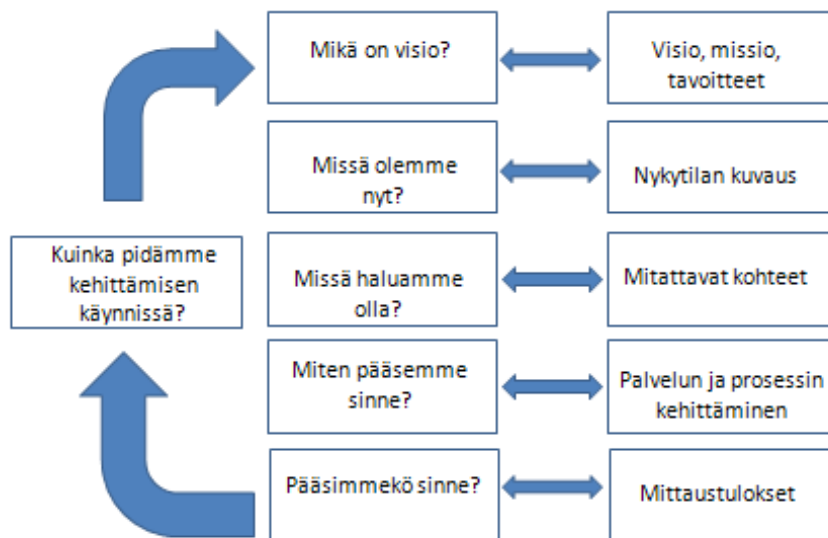 Mikä on visio?
Visio, missio,
tavoitteet
Missä olemme
nyt?
Nykytilan kuvaus
Kuinka pidämme
kehittämisen
käynnissä?
Missä haluamme
olla?
Mitattavat kohteet
Miten pääsemme
sinne?
Palvelun ja prosessin
kehittäminen
Pääsimmekö sinne?
Mittaustulokset